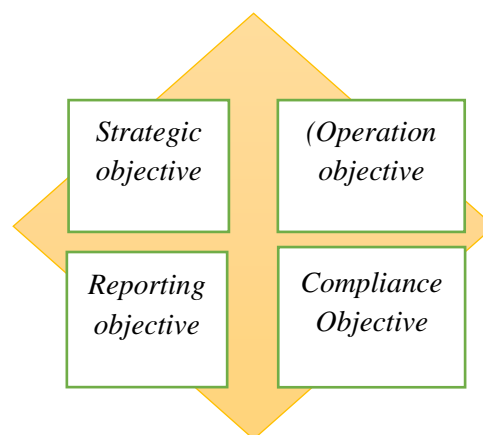 Strategic
objective
(Operation
objective
Reporting
objective
Compliance
Objective